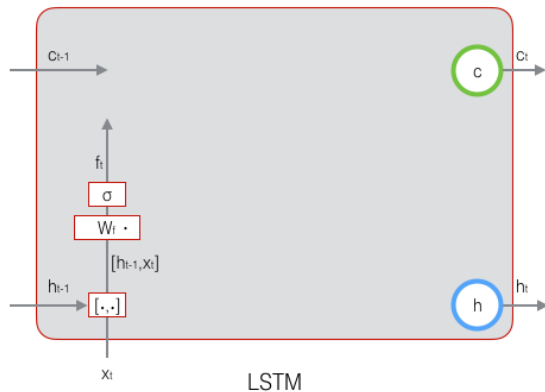 ct-1
ct
c
ft
σ
Wf ·
[ht-1,xt]
ht-1
[·,·]
h
ht
xt
LSTM